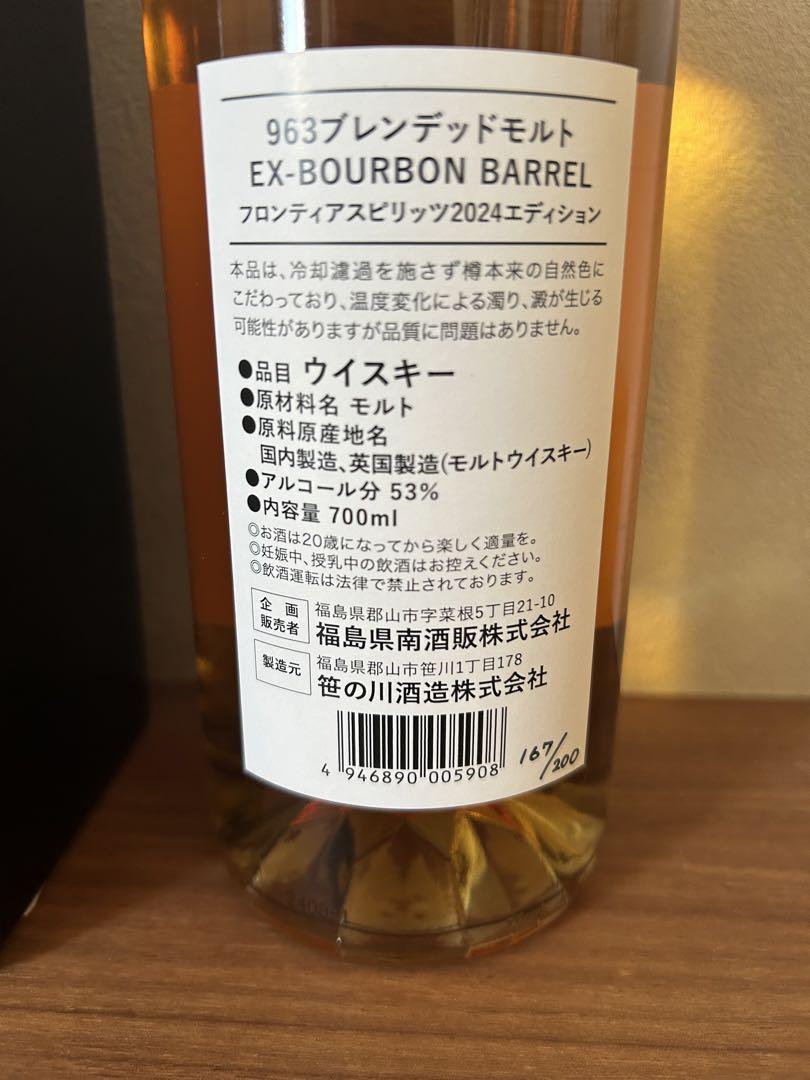 963ブレンデッドモルト
EX-BOURBON BARREL
フロンティアスピリッツ2024エディション
本品は、冷却濾過を施さず樽本来の自然色に
こだわっており、温度変化による濁り、澱が生じる
可能性がありますが品質に問題はありません。
●品目 ウイスキー
●原材料名 モルト
●原料原産地名
国内製造、英国製造(モルトウイスキー)
●アルコール分 53%
●内容量 700ml
◎お酒は20歳になってから楽しく適量を。
◎妊娠中、授乳中の飲酒はお控えください。
◎飲酒運転は法律で禁止されております。
企画
販売者
福島県郡山市字菜根5丁目21-10
福島県南酒販株式会社
製造元
福島県郡山市笹川1丁目178
笹の川酒造株式会社
4 946890 005908
167/200